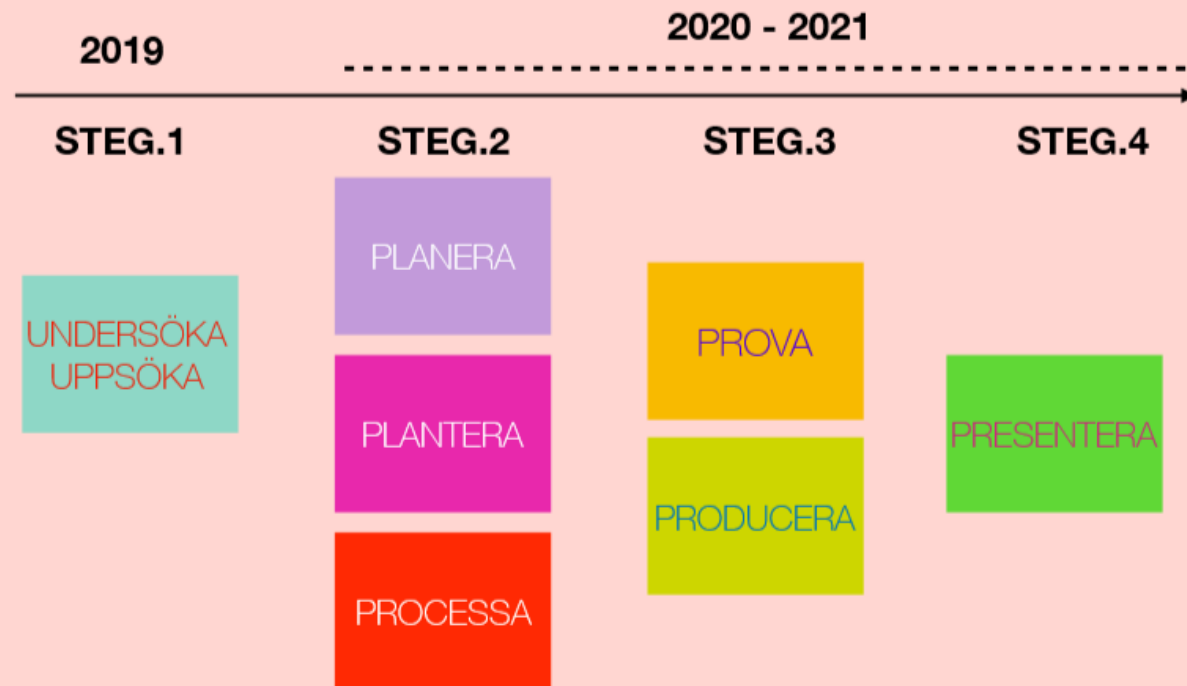 2019
2020 - 2021
STEG.1
STEG.2
STEG.3
STEG.4
UNDERSÖKA
UPPSÖKA
PLANERA
PLANTERA
PROCESSA
PROVA
PRODUCERA
PRESENTERA